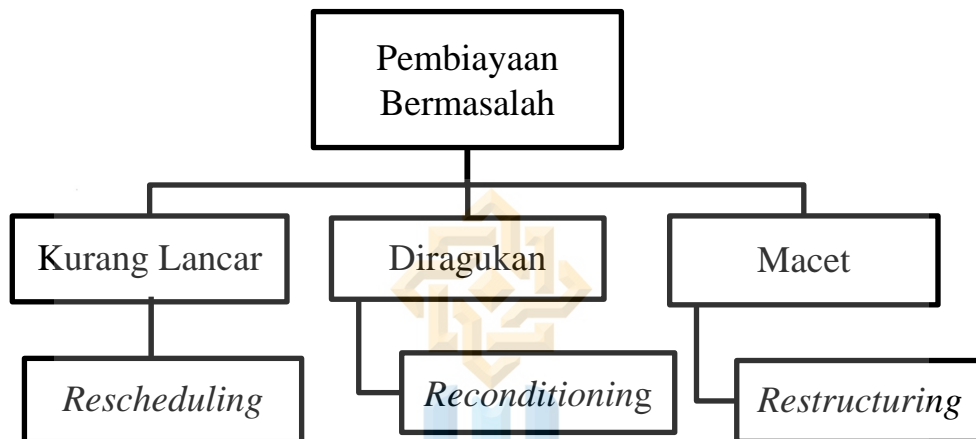 Pembiayaan
Bermasalah
Kurang Lancar
Diragukan
Macet
Rescheduling
Reconditioning
Restructuring